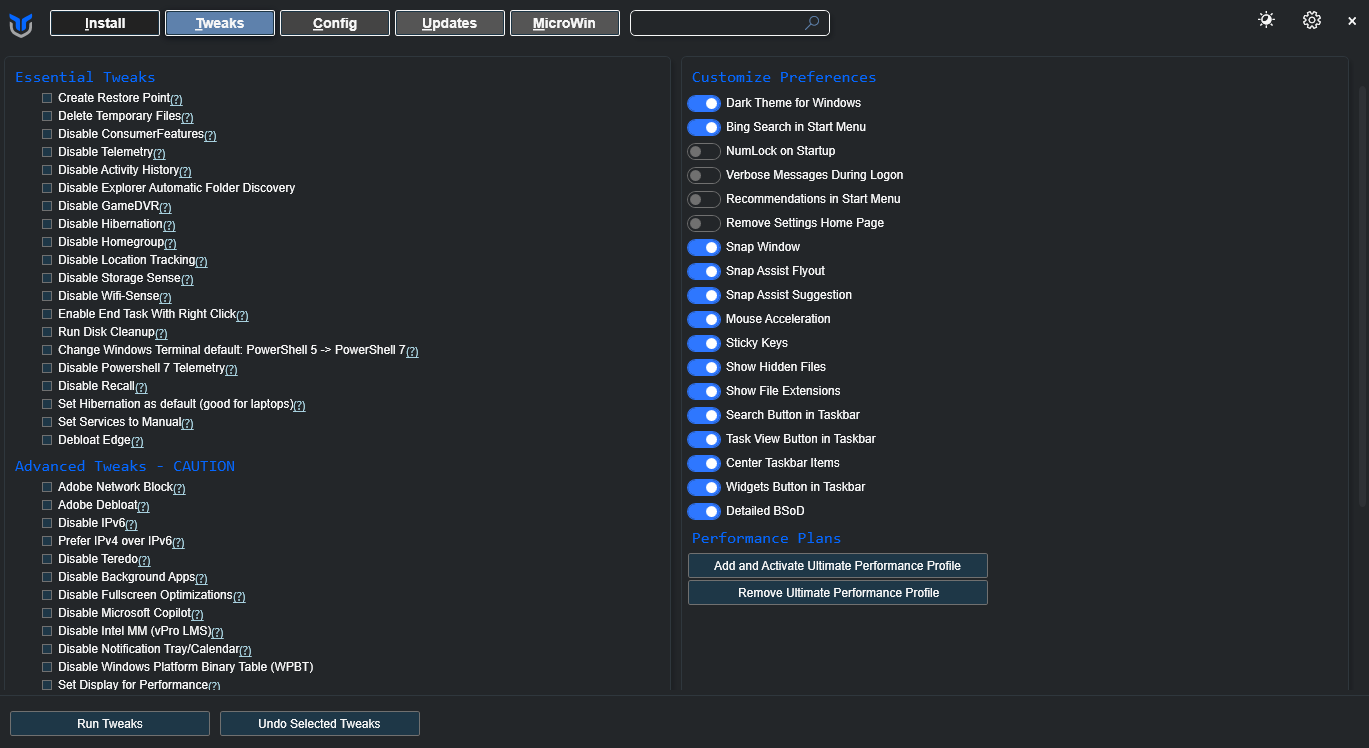 Install
Tweaks
Config
Updates
MicroWin
Essential Tweaks
Create Restore Point(?)
Delete Temporary Files(?)
Disable ConsumerFeatures(?)
Disable Telemetry(?)
Disable Activity History(?)
Disable Explorer Automatic Folder Discovery
Disable GameDVR(?)
Disable Hibernation(?)
Disable Homegroup(?)
Disable Location Tracking(?)
Disable Storage Sense(?)
Disable Wifi-Sense(?)
Enable End Task With Right Click(?)
Run Disk Cleanup(?)
Change Windows Terminal default: PowerShell 5 -> PowerShell 7(?)
Disable Powershell 7 Telemetry(?)
Disable Recall(?)
Set Hibernation as default (good for laptops)(?)
Set Services to Manual(?)
Debloat Edge(?)
Advanced Tweaks - CAUTION
Adobe Network Block(?)
Adobe Debloat(?)
Disable IPv6(?)
Prefer IPv4 over IPv6(?)
Disable Teredo(?)
Disable Background Apps(?)
Disable Fullscreen Optimizations(?)
Disable Microsoft Copilot(?)
Disable Intel MM (vPro LMS)(?)
Disable Notification Tray/Calendar(?)
Disable Windows Platform Binary Table (WPBT)
Set Display for Performance(?)
Customize Preferences
Dark Theme for Windows
Bing Search in Start Menu
NumLock on Startup
Verbose Messages During Logon
Recommendations in Start Menu
Remove Settings Home Page
Snap Window
Snap Assist Flyout
Snap Assist Suggestion
Mouse Acceleration
Sticky Keys
Show Hidden Files
Show File Extensions
Search Button in Taskbar
Task View Button in Taskbar
Center Taskbar Items
Widgets Button in Taskbar
Detailed BSoD
Performance Plans
Add and Activate Ultimate Performance Profile
Remove Ultimate Performance Profile
Run Tweaks
Undo Selected Tweaks